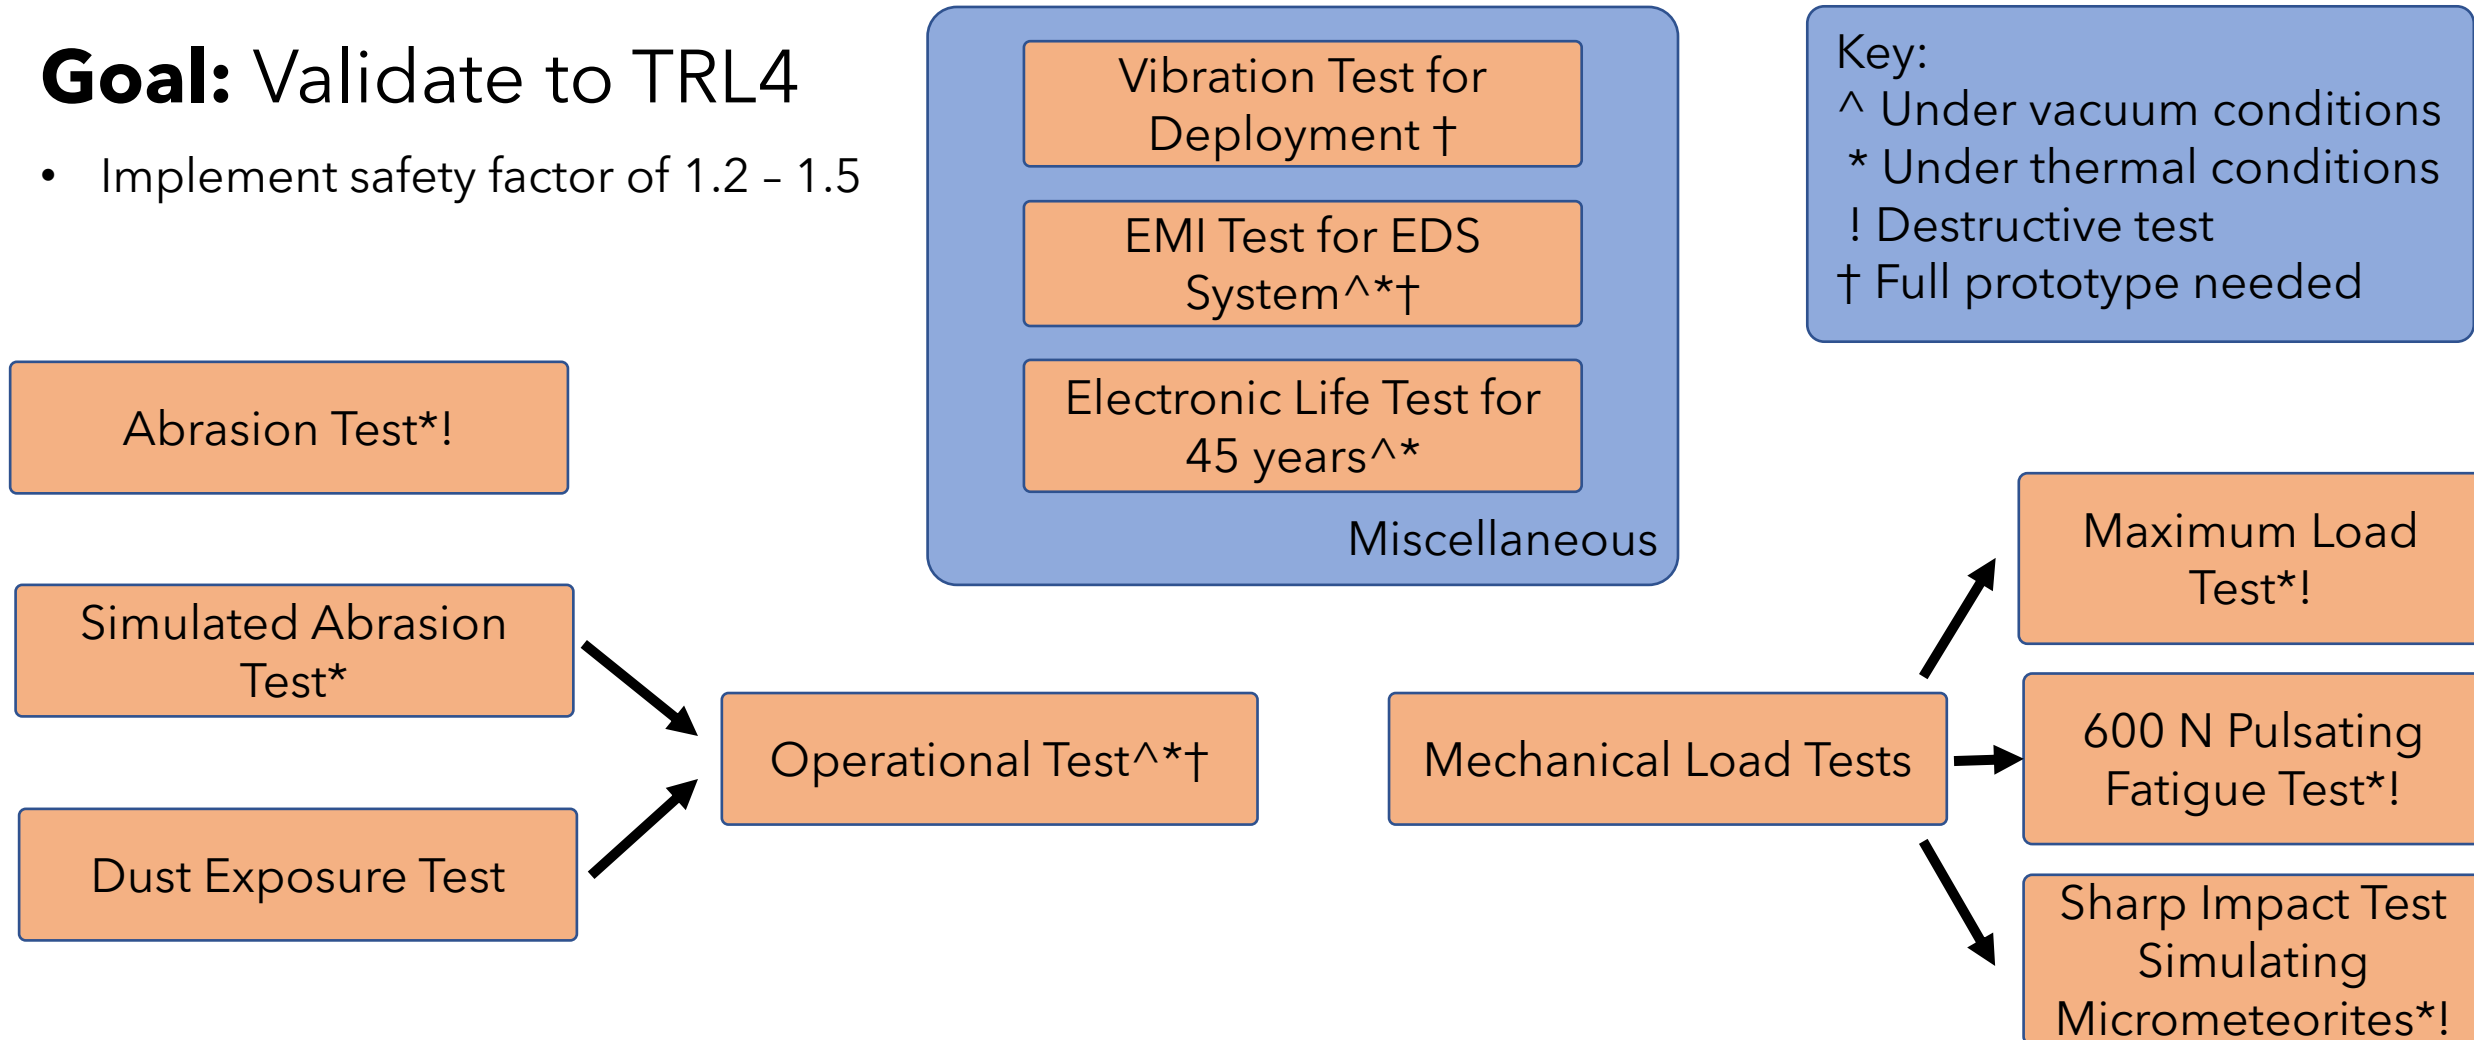 Goal: Validate to TRL4
• Implement safety factor of 1.2 – 1.5
Vibration Test for
Deployment †
EMI Test for EDS
System^*†
Electronic Life Test for
45 years^*
Miscellaneous
Key:
^ Under vacuum conditions
* Under thermal conditions
! Destructive test
† Full prototype needed
Abrasion Test*!
Simulated Abrasion
Test*
Dust Exposure Test
Operational Test^*†
Mechanical Load Tests
Maximum Load
Test*!
600 N Pulsating
Fatigue Test*!
Sharp Impact Test
Simulating
Micrometeorites*!